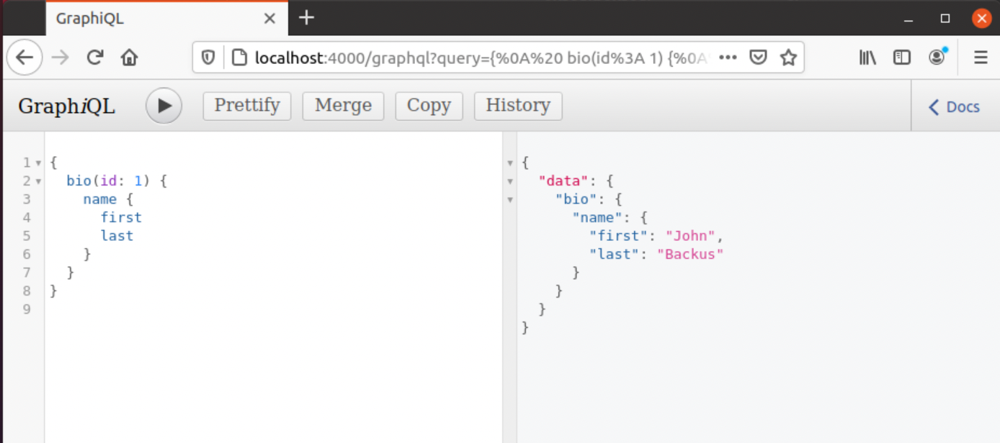 GraphiQL
localhost:4000/graphql?query={%0A%20 bio(id%3A 1) {%0A
GraphiQL Prettify Merge Copy History Docs
1 {
2 bio(id: 1) {
3 name {
4 first
5 last
6 }
7 }
8 }
9
{
"data": {
"bio": {
"name": {
"first": "John",
"last": "Backus"
}
}
}
}